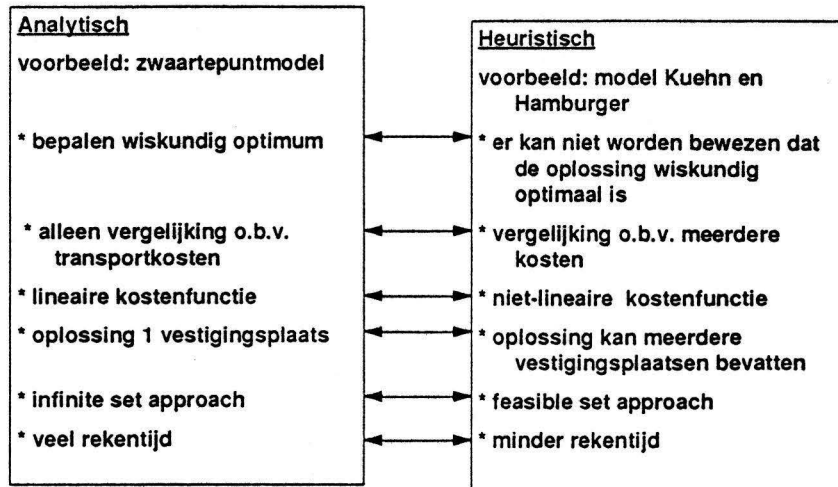 Analytisch
voorbeeld: zwaartepuntmodel
* bepalen wiskundig optimum
* alleen vergelijking o.b.v.
transportkosten
* lineaire kostenfunctie
* oplossing 1 vestigingsplaats
* infinite set approach
* veel rekentijd
Heuristisch
voorbeeld: model Kuehn en
Hamburger
* er kan niet worden bewezen dat
de oplossing wiskundig
optimaal is
* vergelijking o.b.v. meerdere
kosten
* niet-lineaire kostenfunctie
* oplossing kan meerdere
vestigingsplaatsen bevatten
* feasible set approach
* minder rekentijd